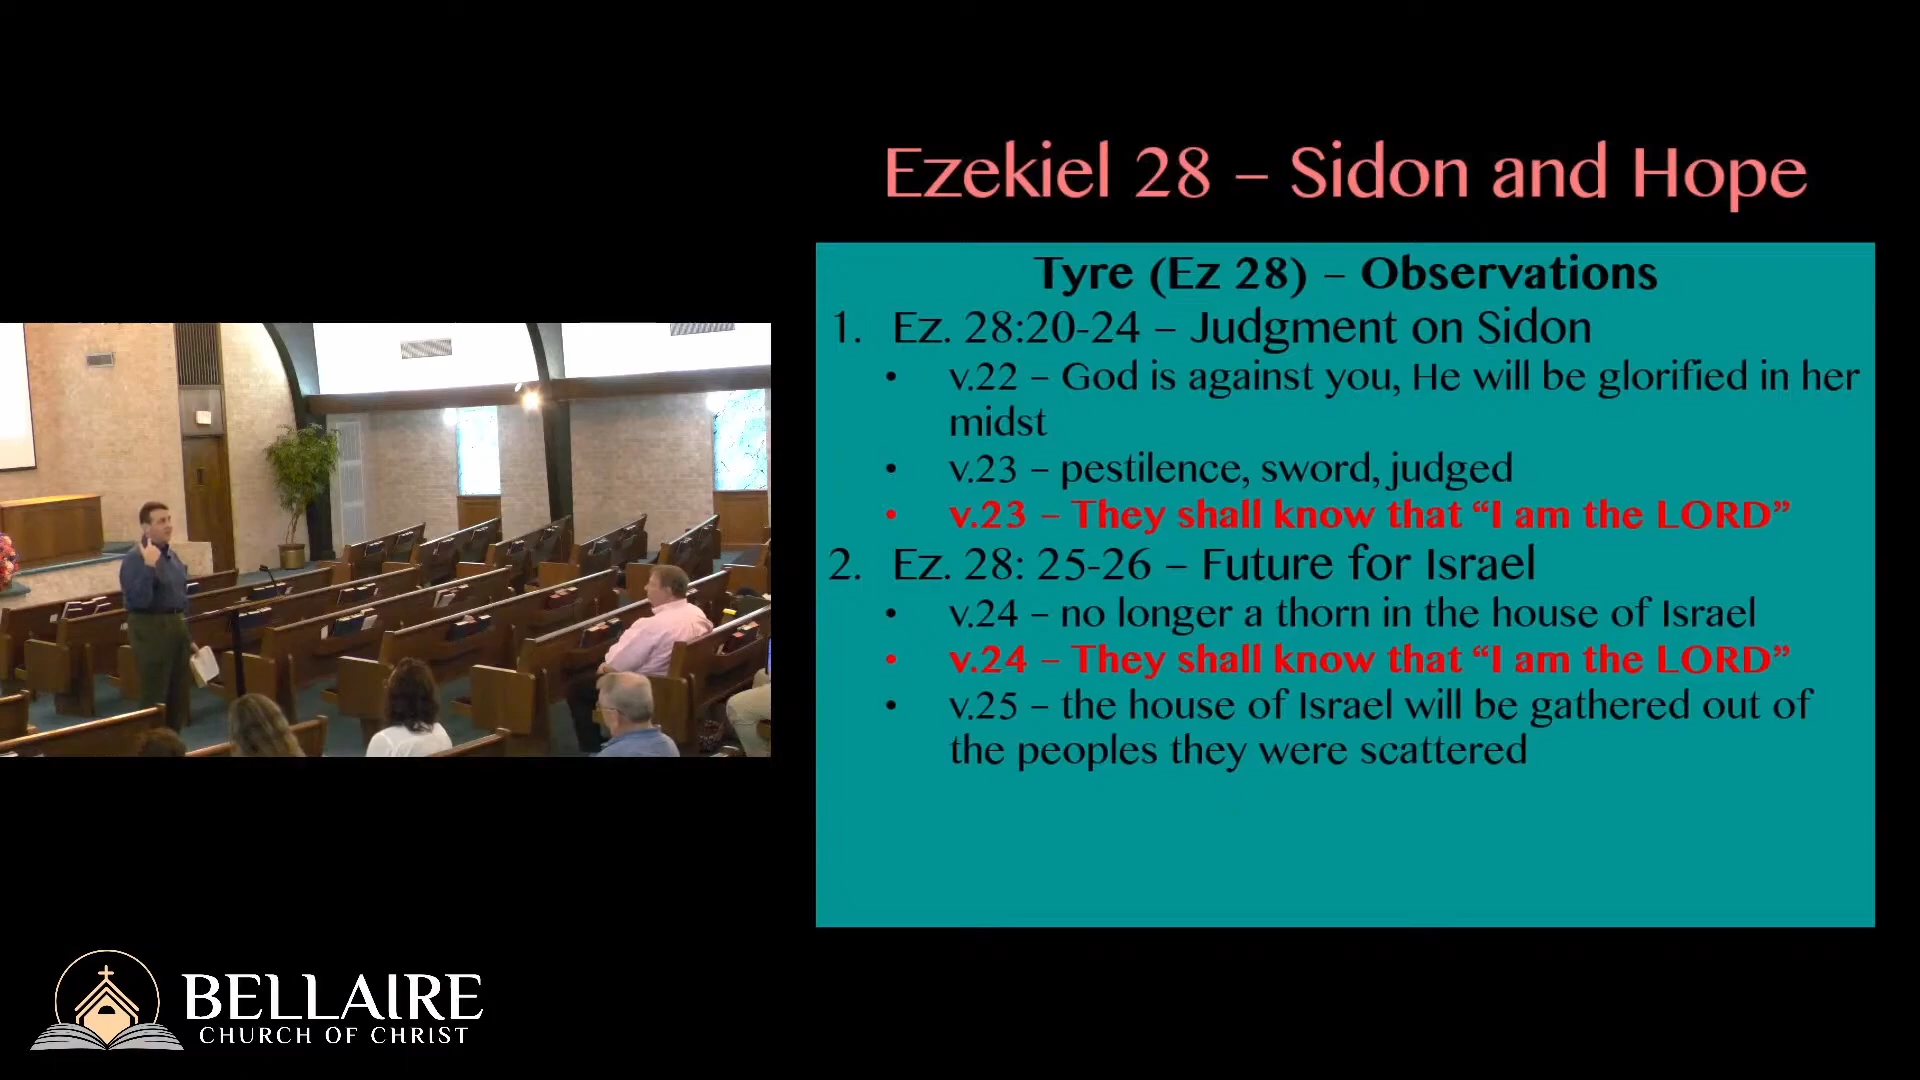 Ezekiel 28 – Sidon and Hope
Tyre (Ez 28) – Observations
1. Ez. 28:20-24 – Judgment on Sidon
• v.22 – God is against you, He will be glorified in her
midst
• v.23 – pestilence, sword, judged
• v.23 – They shall know that “I am the LORD”
2. Ez. 28: 25-26 – Future for Israel
• v.24 – no longer a thorn in the house of Israel
• v.24 – They shall know that “I am the LORD”
• v.25 – the house of Israel will be gathered out of
the peoples they were scattered
BELLAIRE
CHURCH OF CHRIST